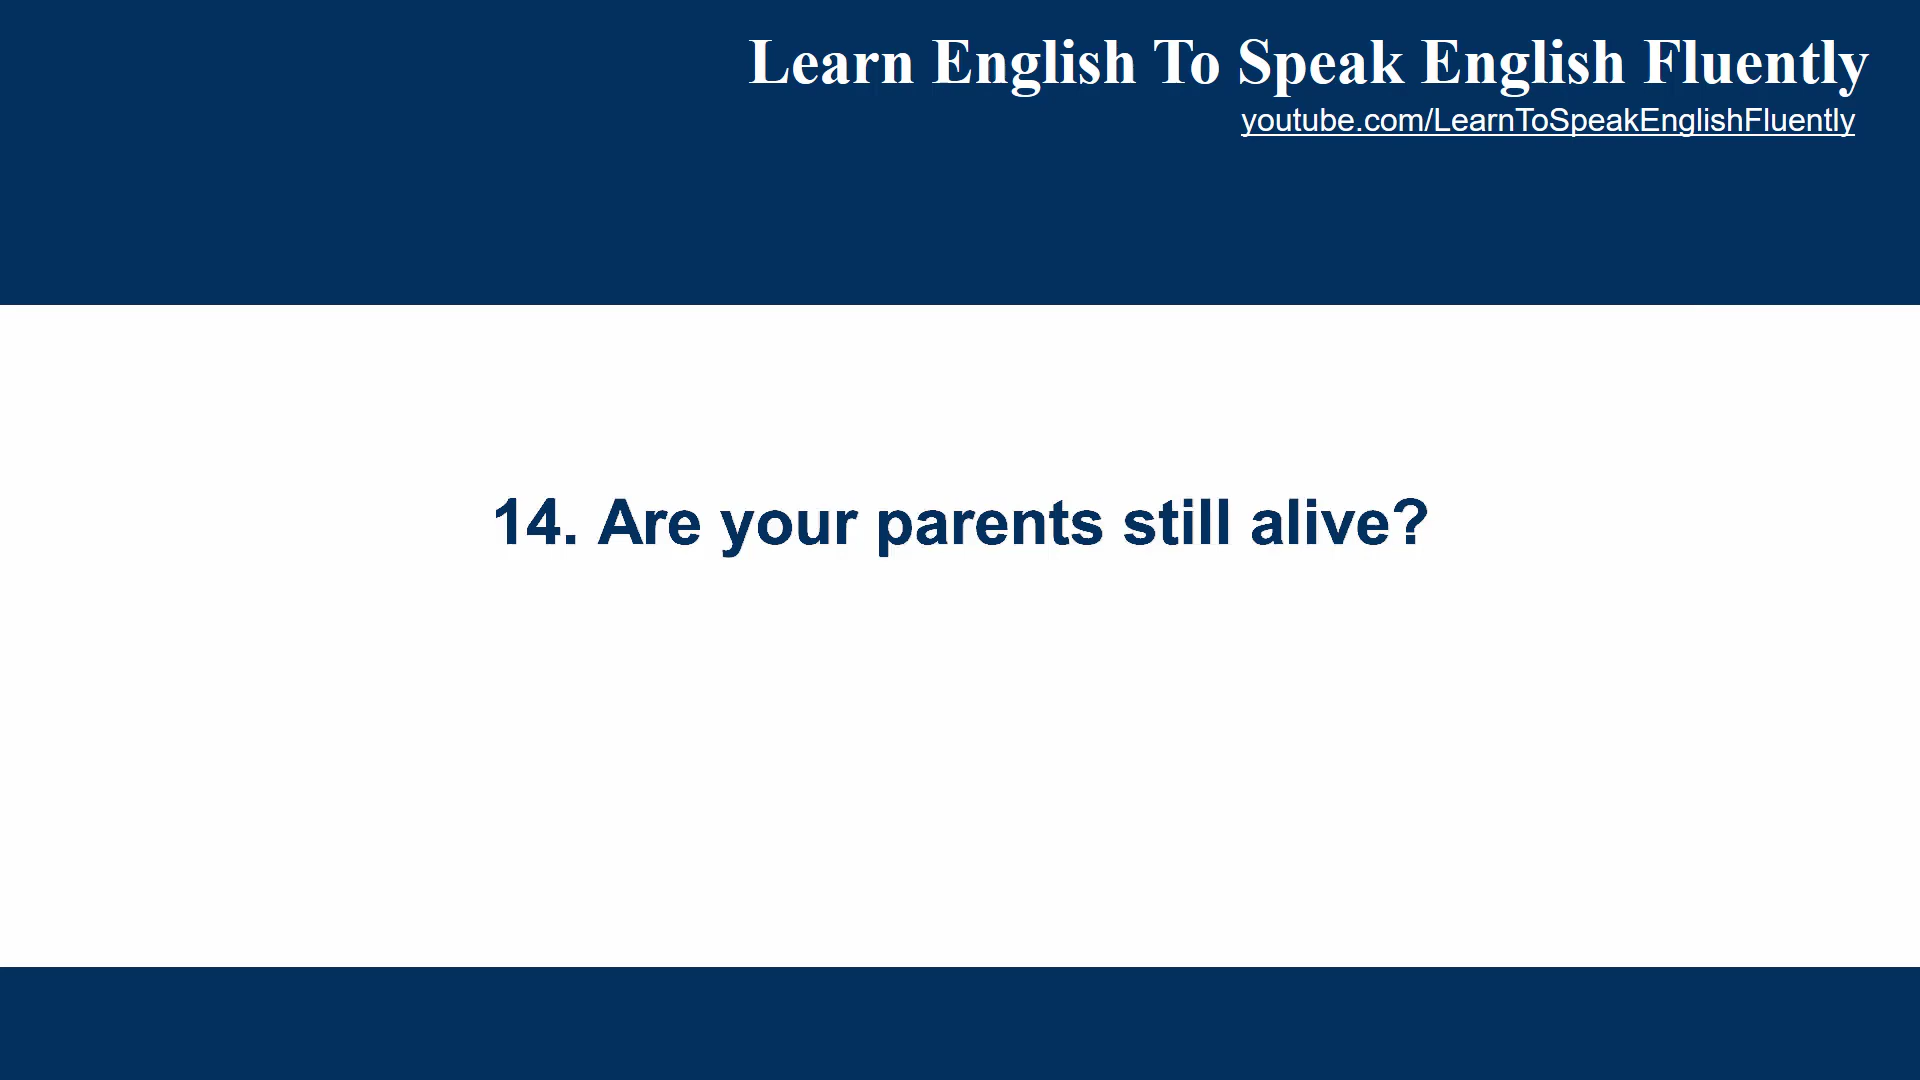 Learn English To Speak English Fluently
youtube.com/LearnToSpeakEnglishFluently
14. Are your parents still alive?